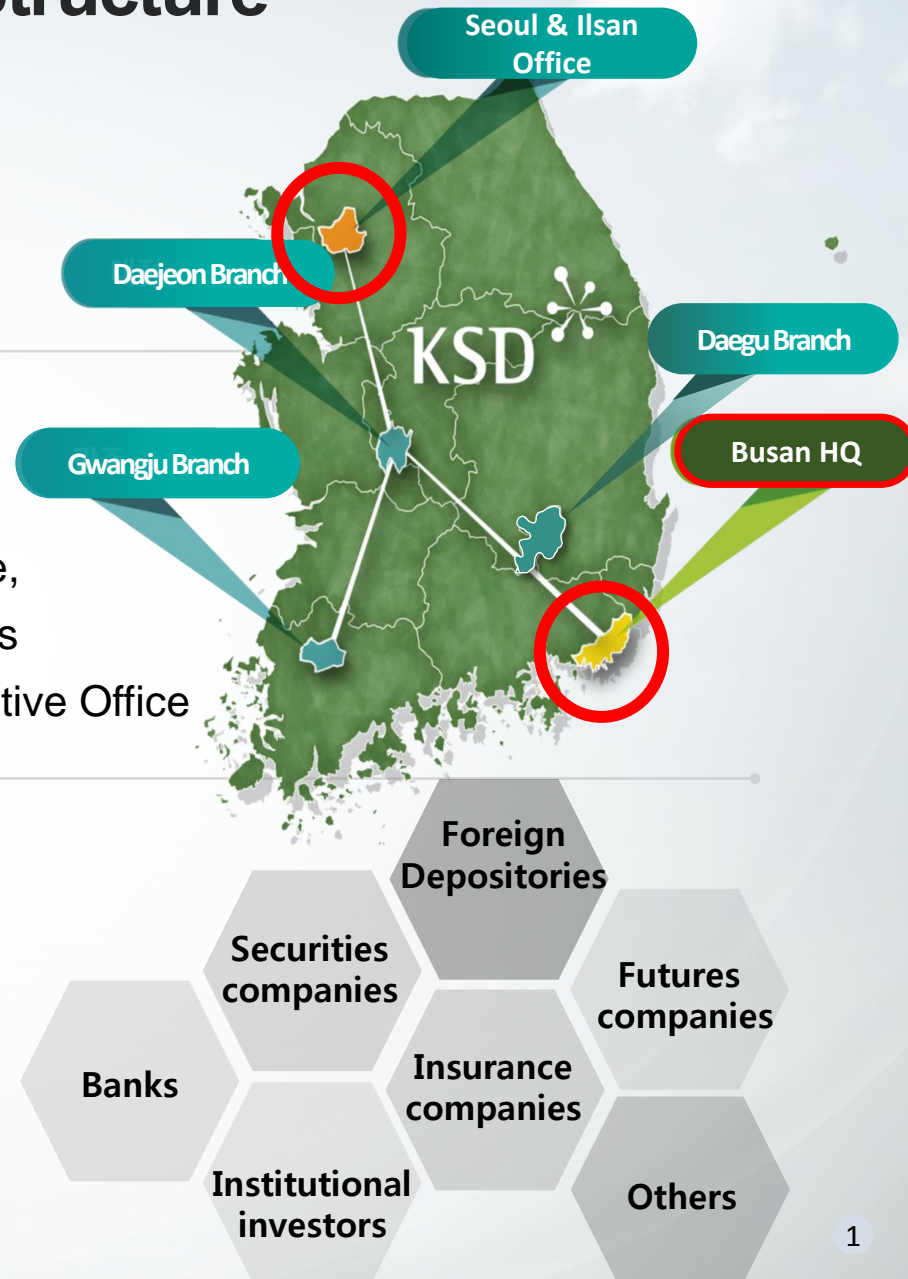 Structure
Seoul & Ilsan
Office
Daejeon Branch
KSD
Daegu Branch
Gwangju Branch
Busan HQ
e,
s
tive Office
Foreign
Depositories
Securities
companies
Futures
companies
Banks
Insurance
companies
Institutional
investors
Others
1